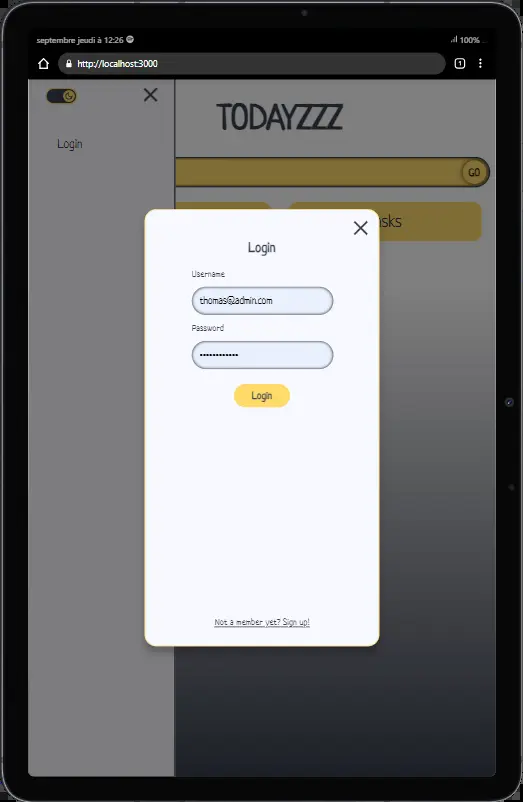 septembre jeudi à 12:26
100%
http://localhost:3000
1
TODAYZZZ
Login
GO
Login
Username
thomas@admin.com
Password
••••••••••••
Login
Not a member yet? Sign up!